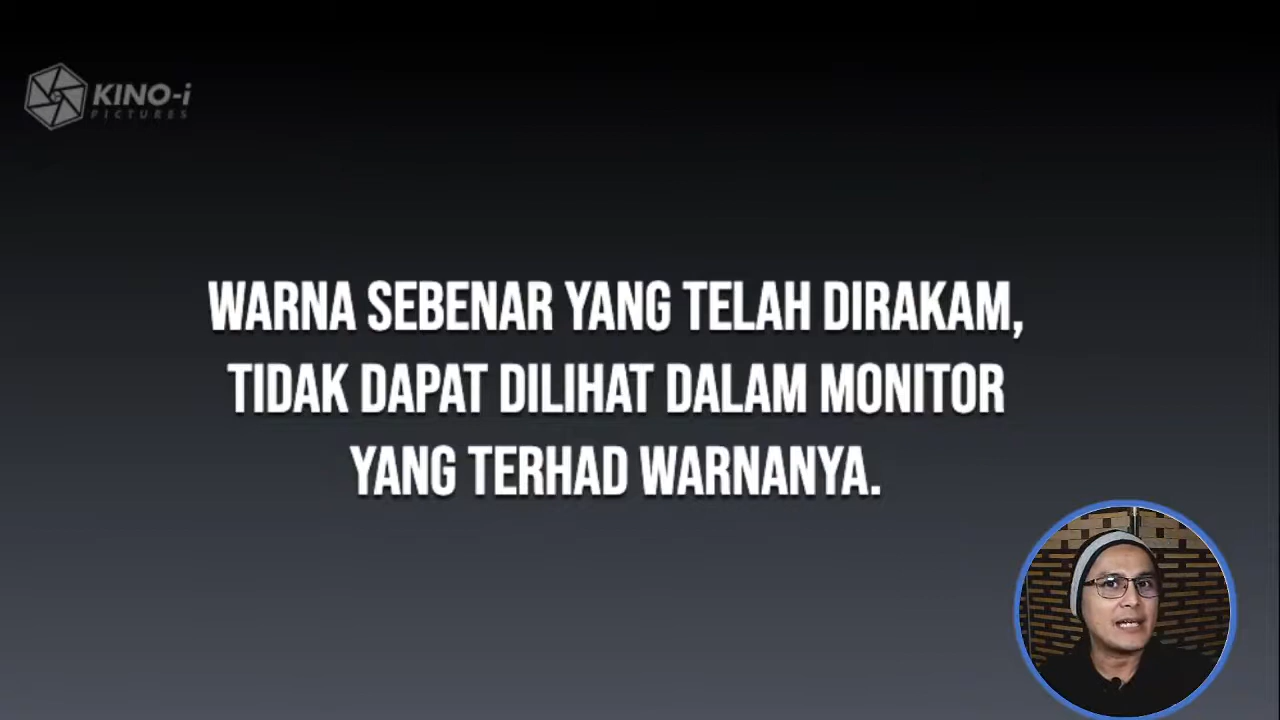 KINO-i
PICTURES
WARNA SEBENAR YANG TELAH DIRAKAM,
TIDAK DAPAT DILIHAT DALAM MONITOR
YANG TERHAD WARNANYA.